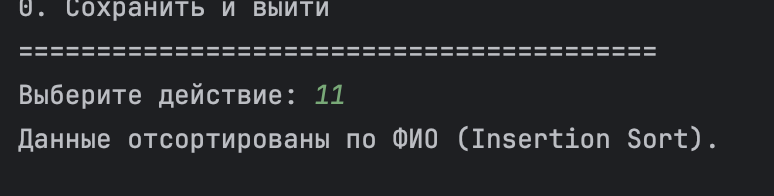 0. Сохранить и выйти
=========================================
Выберите действие: 11
Данные отсортированы по ФИО (Insertion Sort).